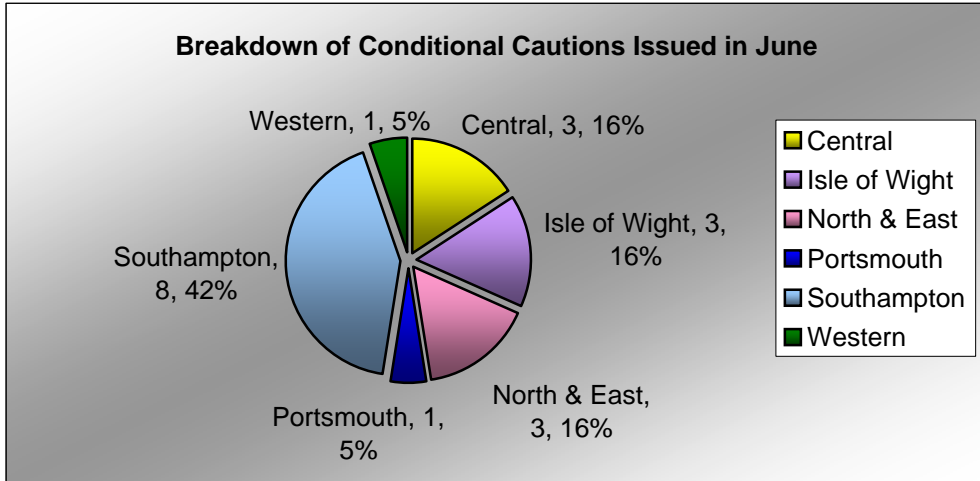 Breakdown of Conditional Cautions Issued in June
Western, 1, 5%
Central, 3, 16%
Isle of Wight, 3,
16%
North & East,
3, 16%
Portsmouth, 1,
5%
Southampton,
8, 42%
Central
Isle of Wight
North & East
Portsmouth
Southampton
Western